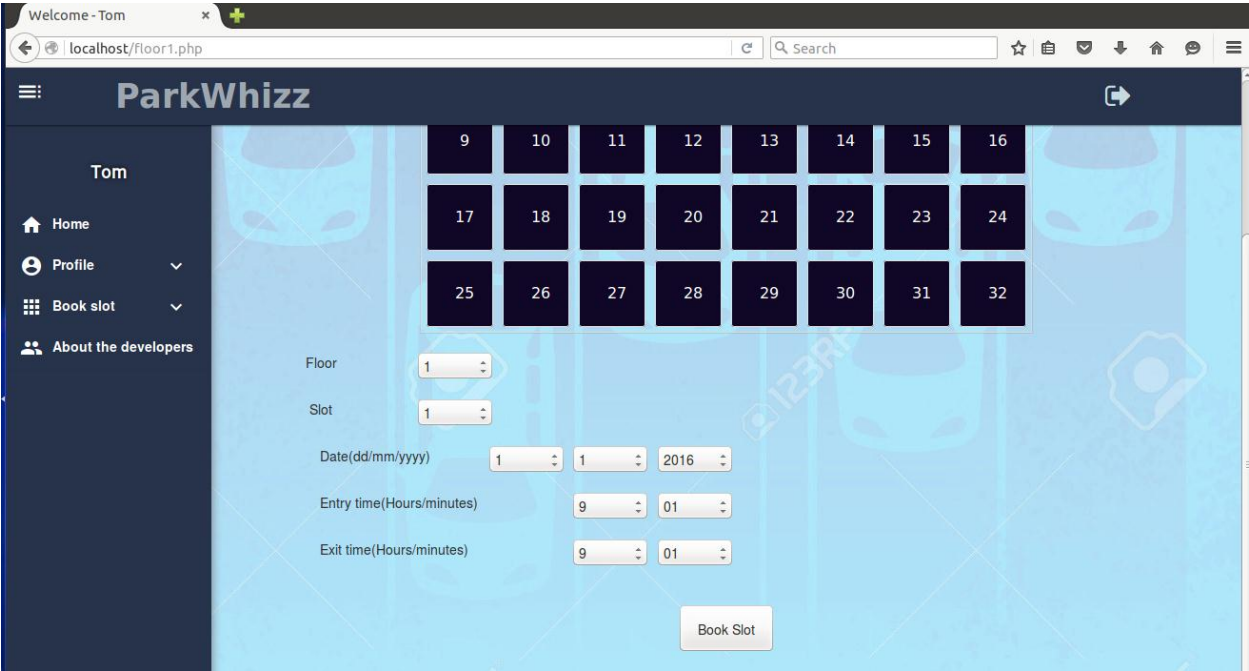 Welcome - Tom
localhost/floor1.php
Search
ParkWhizz
Tom
Home
Profile
Book slot
About the developers
9 10 11 12 13 14 15 16
17 18 19 20 21 22 23 24
25 26 27 28 29 30 31 32
Floor 1
Slot 1
Date(dd/mm/yyyy) 1 1 2016
Entry time(Hours/minutes) 9 01
Exit time(Hours/minutes) 9 01
Book Slot
©123RF